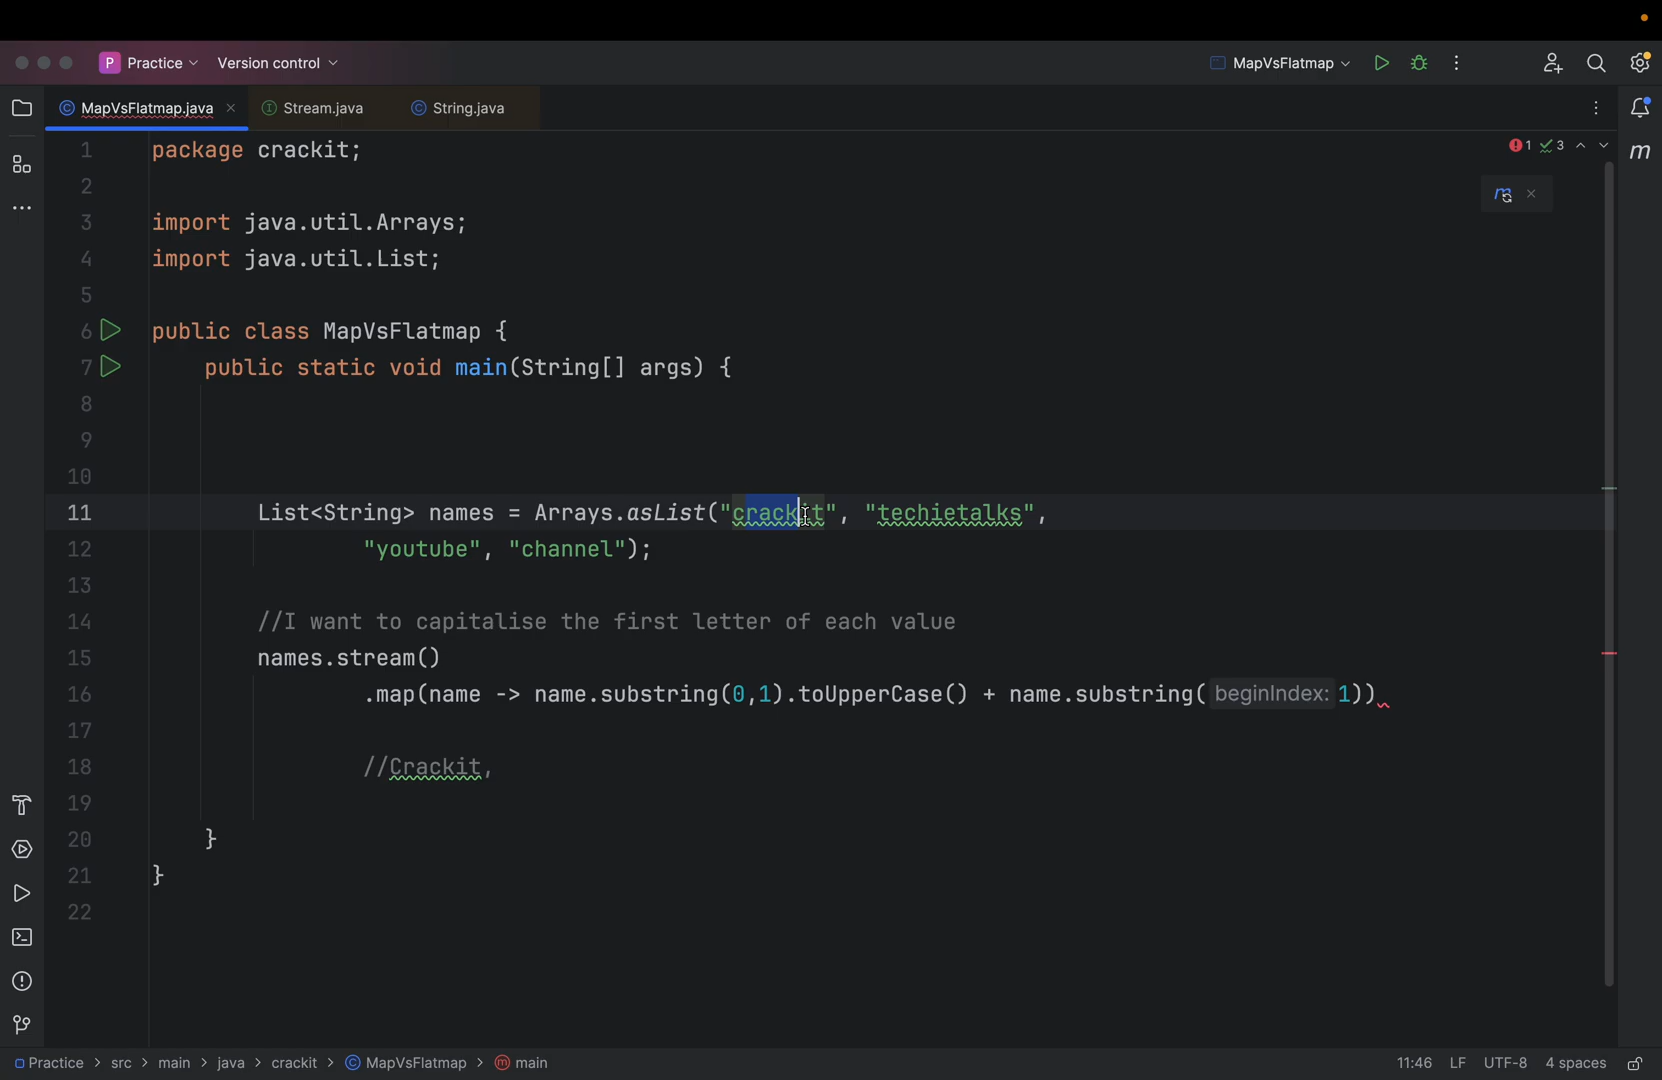 P Practice Version control MapVsFlatmap
MapVsFlatmap.java Stream.java String.java
1 package crackit; 1 3
2
3 import java.util.Arrays;
4 import java.util.List;
5
6 public class MapVsFlatmap {
7 public static void main(String[] args) {
8
9
10
11 List<String> names = Arrays.asList("crackit", "techietalks",
12 "youtube", "channel");
13
14 //I want to capitalise the first letter of each value
15 names.stream()
16 .map(name -> name.substring(0,1).toUpperCase() + name.substring( beginIndex: 1))
17
18 //Crackit,
19
20 }
21 }
22
Practice > src > main > java > crackit > MapVsFlatmap > main 11:46 LF UTF-8 4 spaces